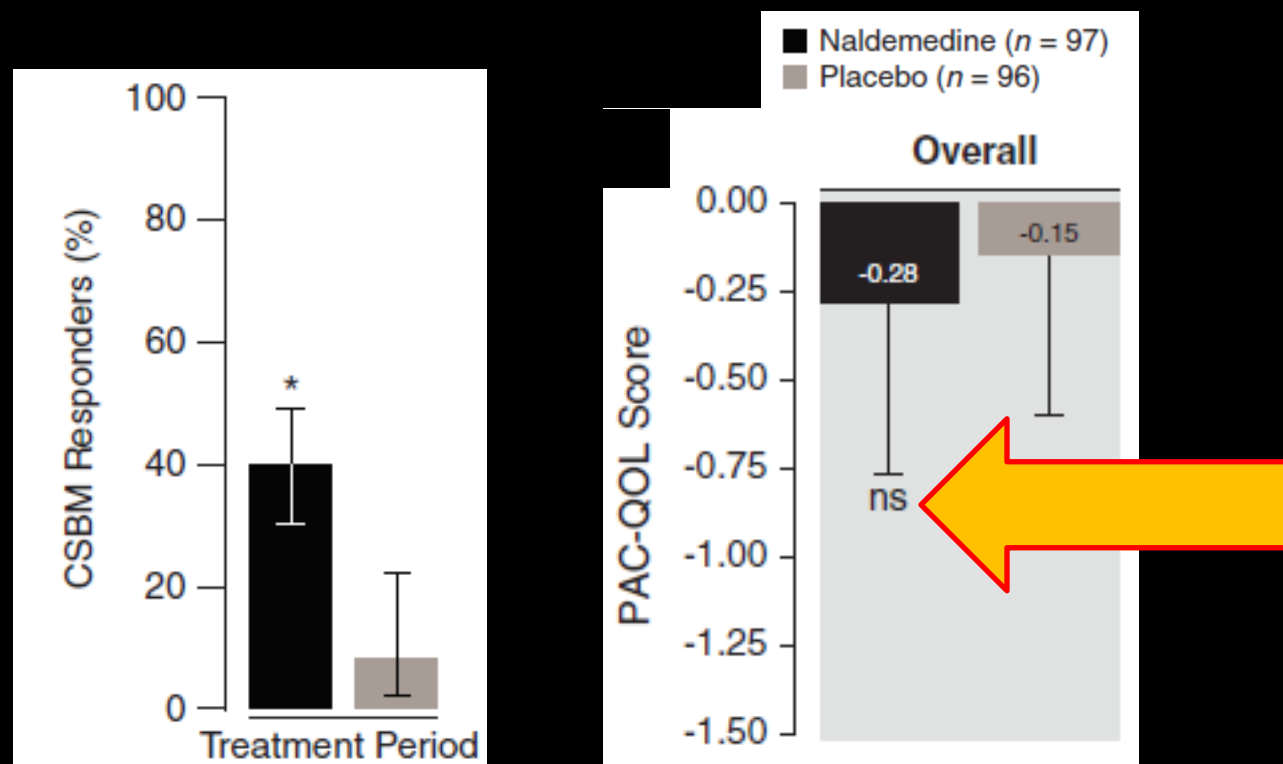 100
80
60
40
20
0
CSBM Responders (%)
*
Treatment Period
Naldemedine (n = 97)
Placebo (n = 96)
Overall
0.00
-0.25
-0.50
-0.75
-1.00
-1.25
-1.50
PAC-QOL Score
-0.28
-0.15
ns